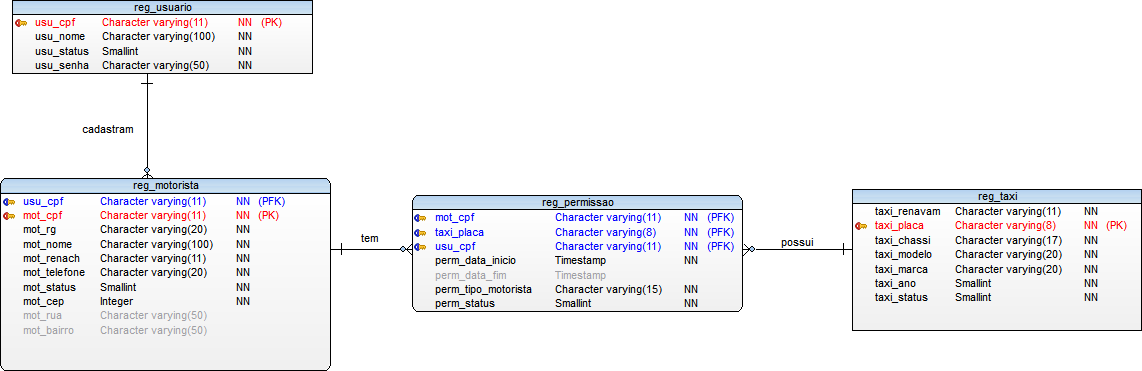 reg_usuario
usu_cpf Character varying(11) NN (PK)
usu_nome Character varying(100) NN
usu_status Smallint NN
usu_senha Character varying(50) NN
cadastram
reg_motorista
usu_cpf Character varying(11) NN (PFK)
mot_cpf Character varying(11) NN (PK)
mot_rg Character varying(20) NN
mot_nome Character varying(100) NN
mot_renach Character varying(11) NN
mot_telefone Character varying(20) NN
mot_status Smallint NN
mot_cep Integer NN
mot_rua Character varying(50)
mot_bairro Character varying(50)
tem
reg_permissao
mot_cpf Character varying(11) NN (PFK)
taxi_placa Character varying(8) NN (PFK)
usu_cpf Character varying(11) NN (PFK)
perm_data_inicio Timestamp NN
perm_data_fim Timestamp
perm_tipo_motorista Character varying(15) NN
perm_status Smallint NN
possui
reg_taxi
taxi_renavam Character varying(11) NN
taxi_placa Character varying(8) NN (PK)
taxi_chassi Character varying(17) NN
taxi_modelo Character varying(20) NN
taxi_marca Character varying(20) NN
taxi_ano Smallint NN
taxi_status Smallint NN